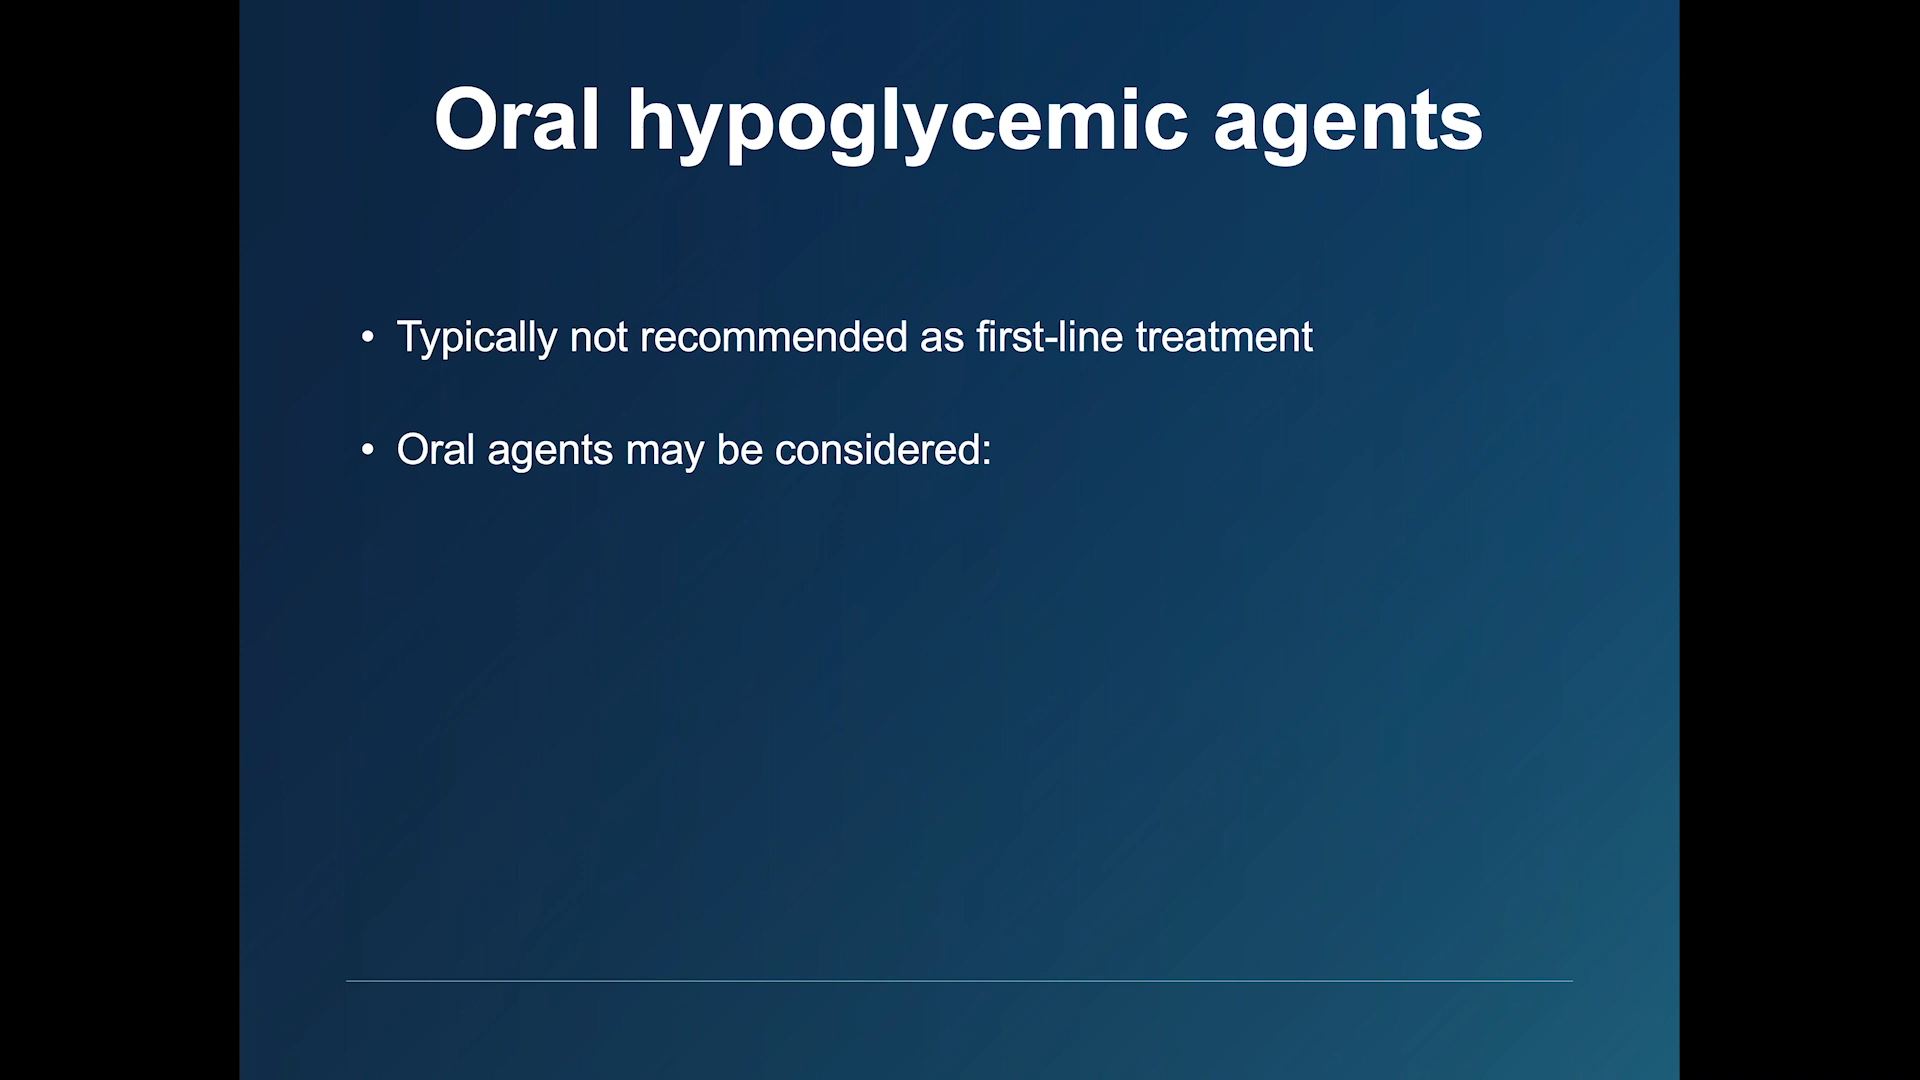 Oral hypoglycemic agents
• Typically not recommended as first-line treatment
• Oral agents may be considered: